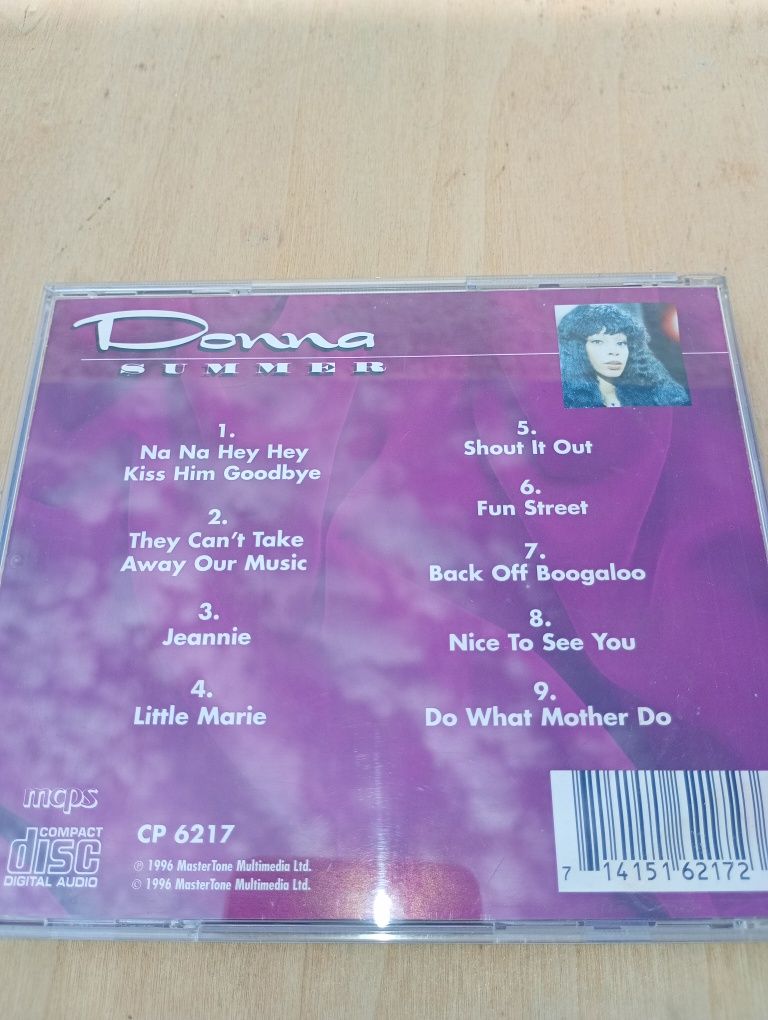 Donna
SUMMER
1.
Na Na Hey Hey
Kiss Him Goodbye
2.
They Can't Take
Away Our Music
3.
Jeannie
4.
Little Marie
5.
Shout It Out
6.
Fun Street
7.
Back Off Boogaloo
8.
Nice To See You
9.
Do What Mother Do
mcps
COMPACT
disc
DIGITAL AUDIO
CP 6217
℗ 1996 MasterTone Multimedia Ltd.
© 1996 MasterTone Multimedia Ltd.
7 14151 62172